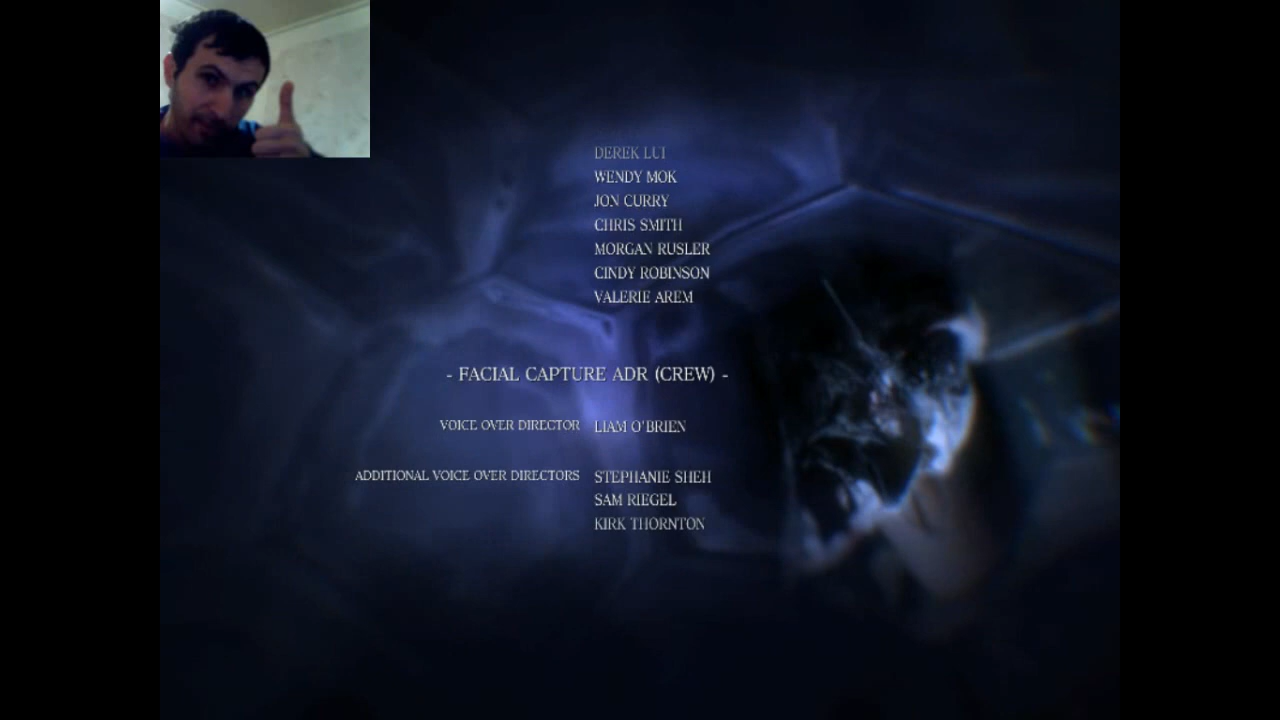 DEREK LUI
WENDY MOK
JON CURRY
CHRIS SMITH
MORGAN RUSLER
CINDY ROBINSON
VALERIE AREM
- FACIAL CAPTURE ADR (CREW) -
VOICE OVER DIRECTOR LIAM O'BRIEN
ADDITIONAL VOICE OVER DIRECTORS STEPHANIE SHEH
SAM RIEGEL
KIRK THORNTON